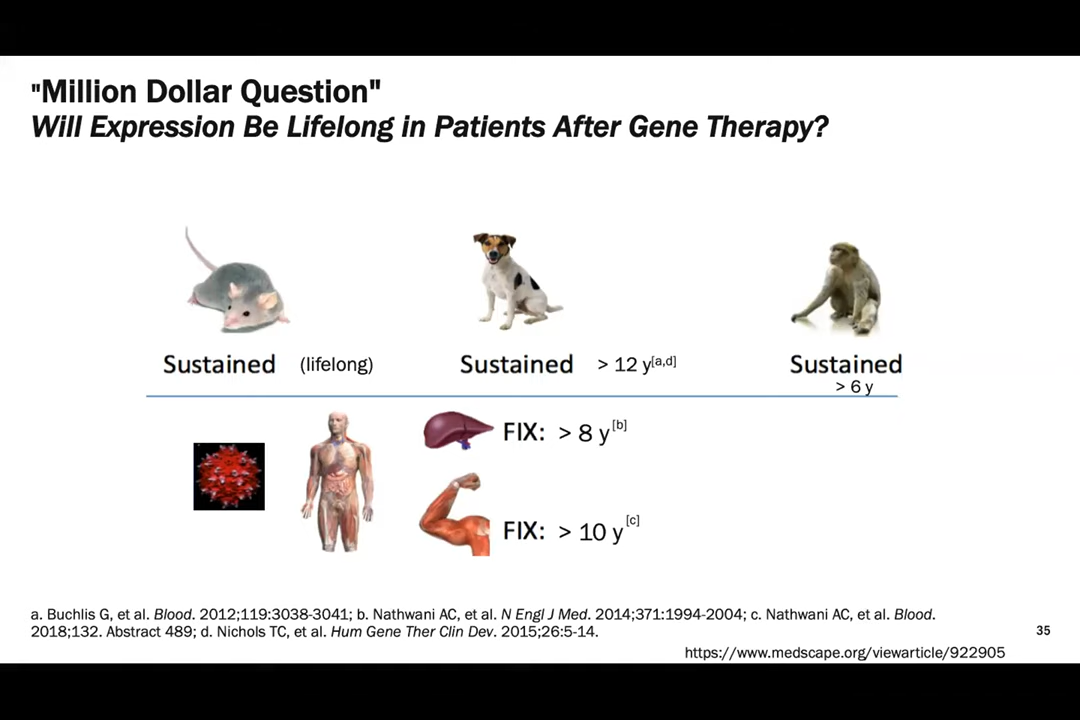 "Million Dollar Question"
Will Expression Be Lifelong in Patients After Gene Therapy?
Sustained (lifelong)
Sustained > 12 y[a,d]
Sustained
> 6 y
FIX: > 8 y[b]
FIX: > 10 y[c]
a. Buchlis G, et al. Blood. 2012;119:3038-3041; b. Nathwani AC, et al. N Engl J Med. 2014;371:1994-2004; c. Nathwani AC, et al. Blood.
2018;132. Abstract 489; d. Nichols TC, et al. Hum Gene Ther Clin Dev. 2015;26:5-14.
35
https://www.medscape.org/viewarticle/922905